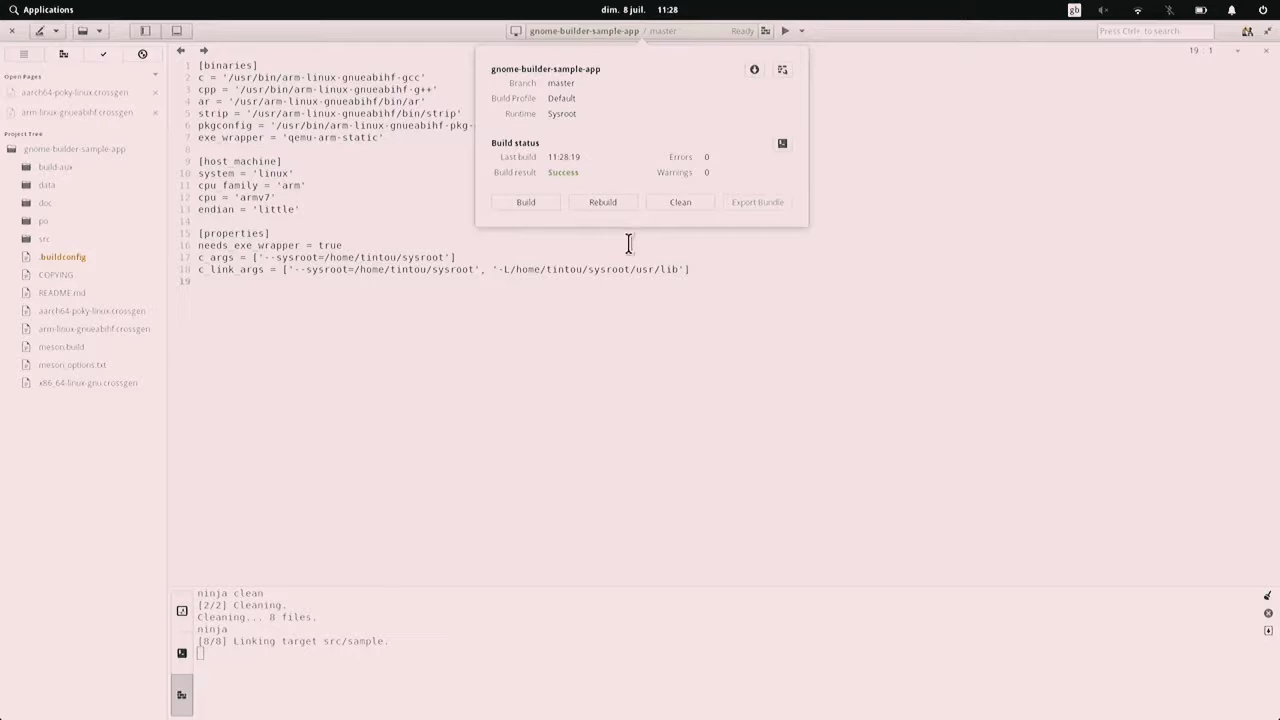 Applications
dim. 8 juil. 11:28
gb
gnome-builder-sample-app / master
Ready
Press Ctrl+. to search
19 : 1
Open Pages
aarch64-poky-linux.crossgen
arm-linux-gnueabihf.crossgen
Project Tree
gnome-builder-sample-app
build-aux
data
doc
po
src
.buildconfig
COPYING
README.md
aarch64-poky-linux.crossgen
arm-linux-gnueabihf.crossgen
meson.build
meson_options.txt
x86_64-linux-gnu.crossgen
1 [binaries]
2 c = '/usr/bin/arm-linux-gnueabihf-gcc'
3 cpp = '/usr/bin/arm-linux-gnueabihf-g++'
4 ar = '/usr/arm-linux-gnueabihf/bin/ar'
5 strip = '/usr/arm-linux-gnueabihf/bin/strip'
6 pkgconfig = '/usr/bin/arm-linux-gnueabihf-pkg-
7 exe_wrapper = 'qemu-arm-static'
8
9 [host_machine]
10 system = 'linux'
11 cpu_family = 'arm'
12 cpu = 'armv7'
13 endian = 'little'
14
15 [properties]
16 needs_exe_wrapper = true
17 c_args = ['--sysroot=/home/tintou/sysroot']
18 c_link_args = ['--sysroot=/home/tintou/sysroot', '-L/home/tintou/sysroot/usr/lib']
19
gnome-builder-sample-app
Branch master
Build Profile Default
Runtime Sysroot
Build status
Last build 11:28.19 Errors 0
Build result Success Warnings 0
Build Rebuild Clean Export Bundle
ninja clean
[2/2] Cleaning.
Cleaning... 8 files.
ninja
[8/8] Linking target src/sample.